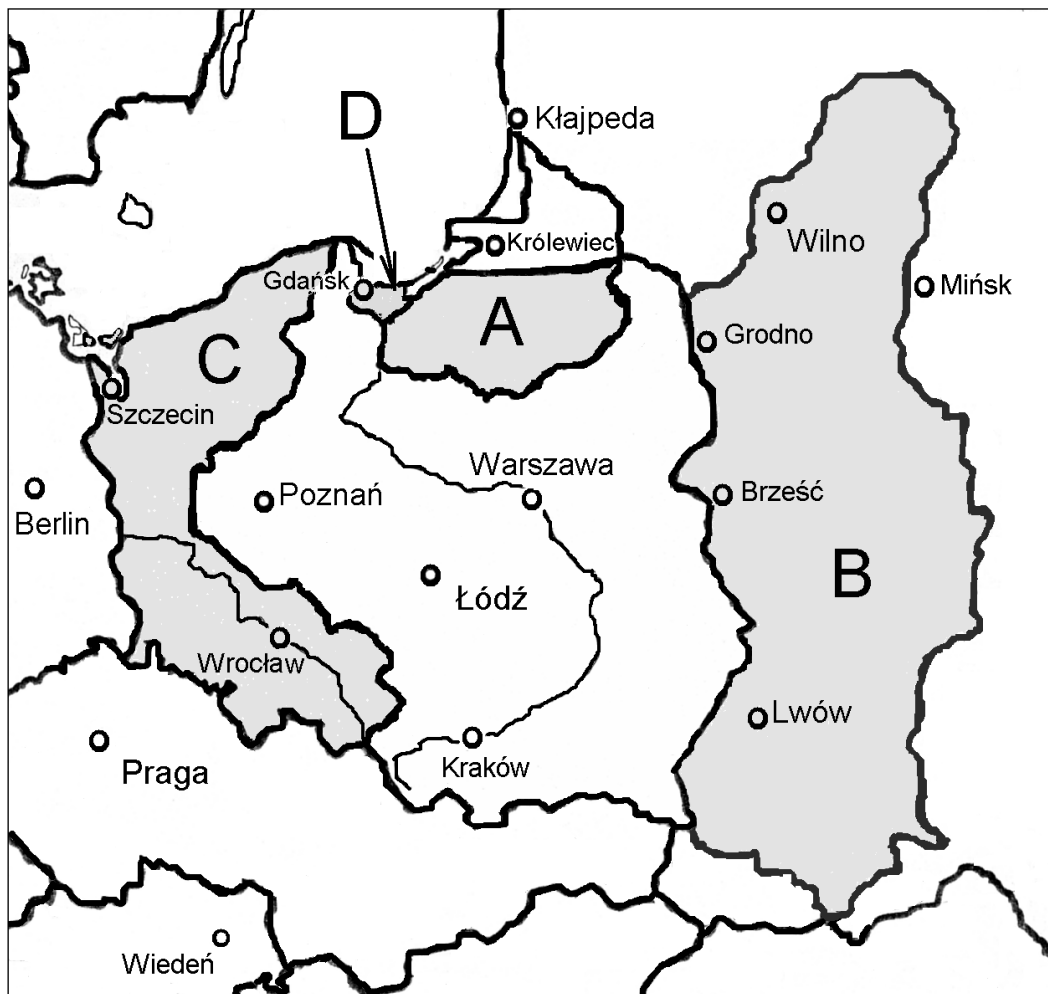 D
Kłajpeda
Wilno
Królewiec
Gdańsk
Mińsk
A
Grodno
C
Szczecin
Warszawa
Berlin
Poznań
Brześć
B
Łódź
Wrocław
Lwów
Praga
Kraków
Wiedeń